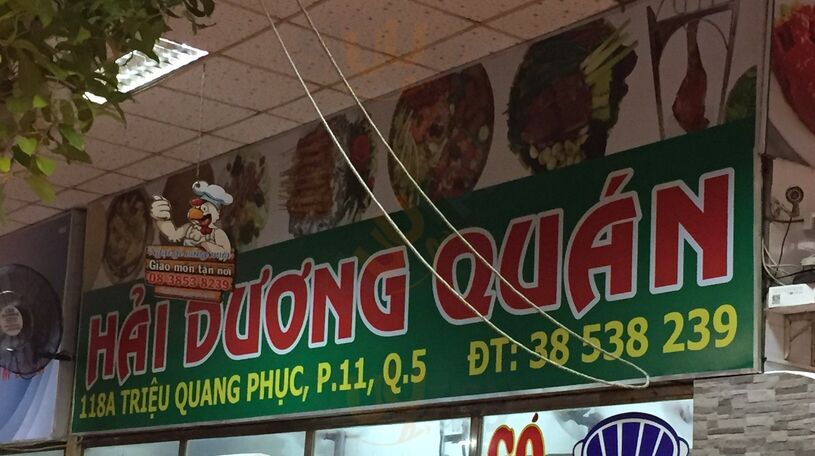 Giao món tận nơi
08.3853.8239
HẢI DƯƠNG QUÁN
118A TRIỆU QUANG PHỤC, P.11, Q.5 ĐT: 38 538 239